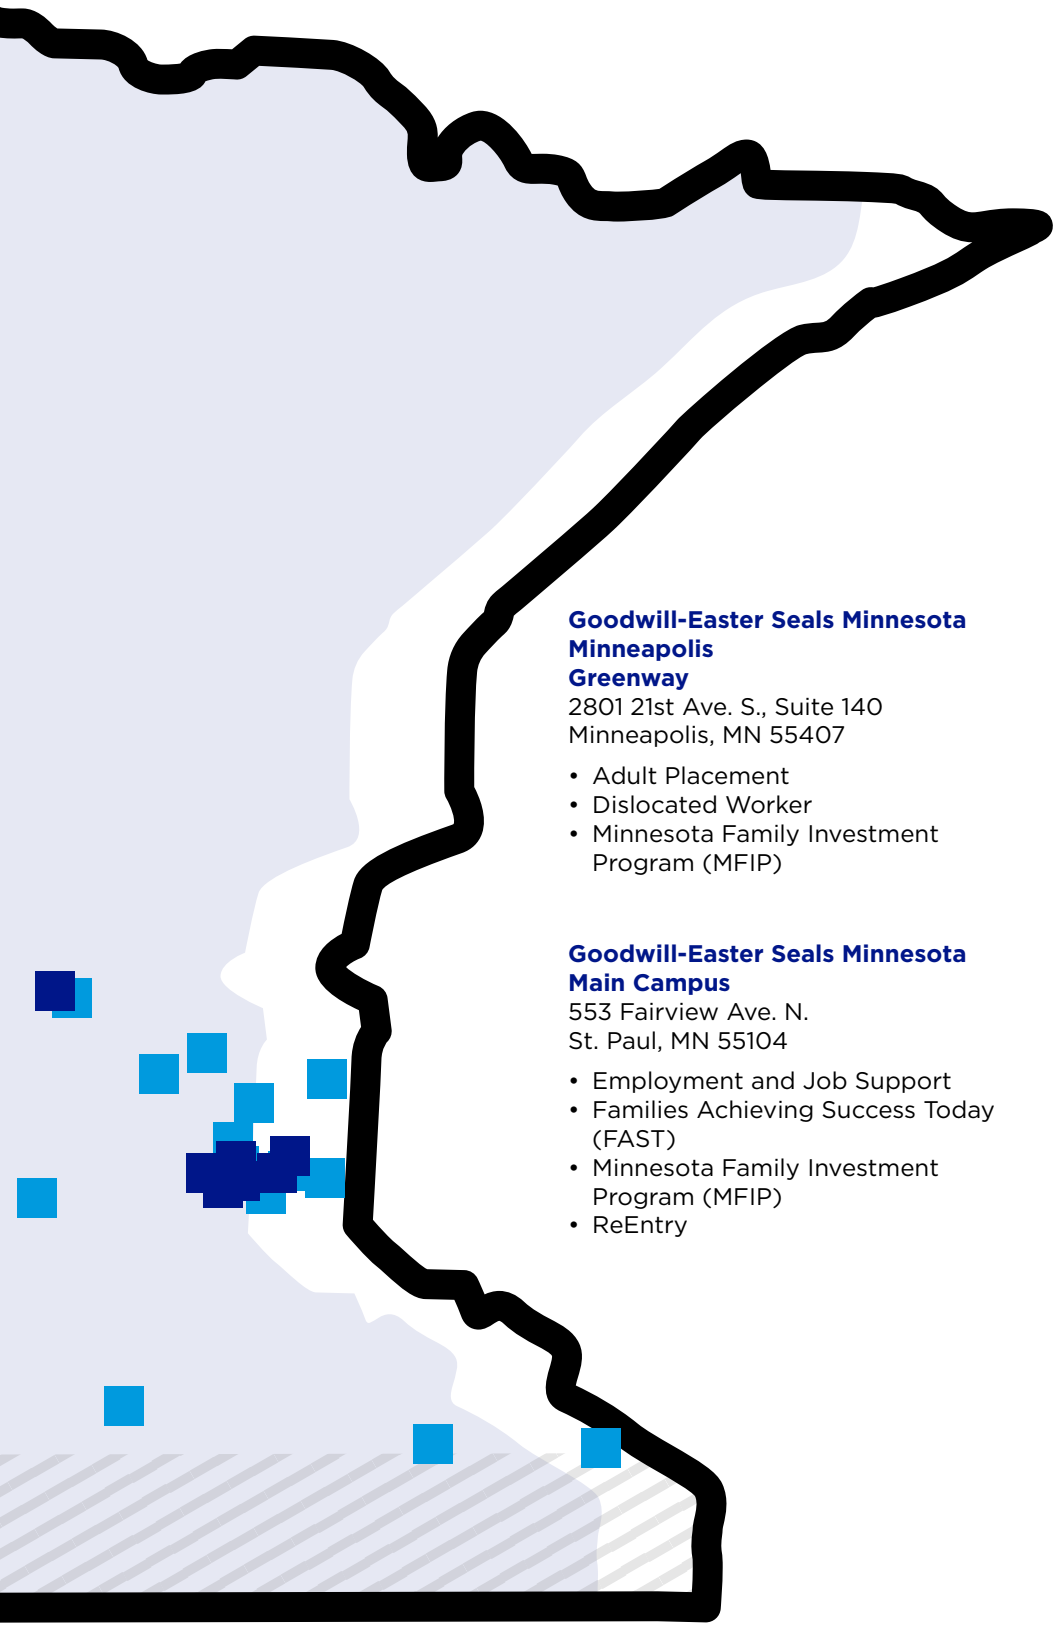 Goodwill-Easter Seals Minnesota
Minneapolis
Greenway
2801 21st Ave. S., Suite 140
Minneapolis, MN 55407
• Adult Placement
• Dislocated Worker
• Minnesota Family Investment
Program (MFIP)
Goodwill-Easter Seals Minnesota
Main Campus
553 Fairview Ave. N.
St. Paul, MN 55104
• Employment and Job Support
• Families Achieving Success Today
(FAST)
• Minnesota Family Investment
Program (MFIP)
• ReEntry